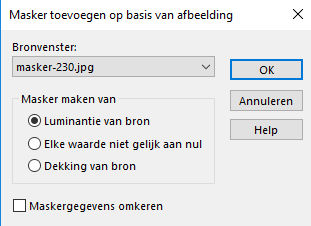 Masker toevoegen op basis van afbeelding
Bronvenster:
masker-230.jpg
OK
Masker maken van
Annuleren
Luminantie van bron
Help
Elke waarde niet gelijk aan nul
Dekking van bron
Maskergegevens omkeren